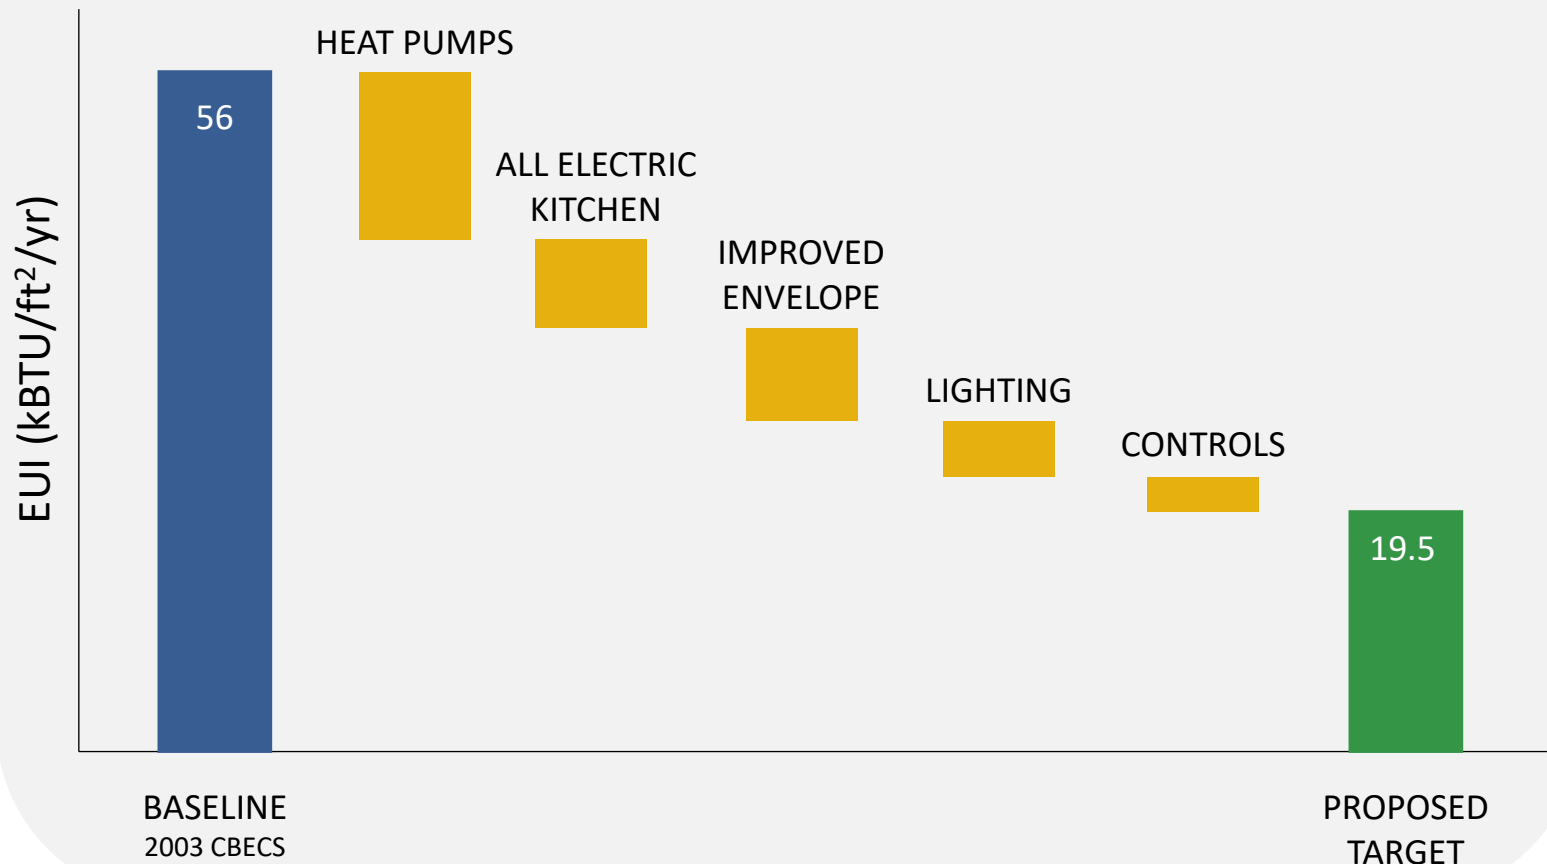 HEAT PUMPS
56
ALL ELECTRIC
KITCHEN
IMPROVED
ENVELOPE
LIGHTING
CONTROLS
19.5
EUI (kBTU/ft²/yr)
BASELINE
2003 CBECS
PROPOSED
TARGET